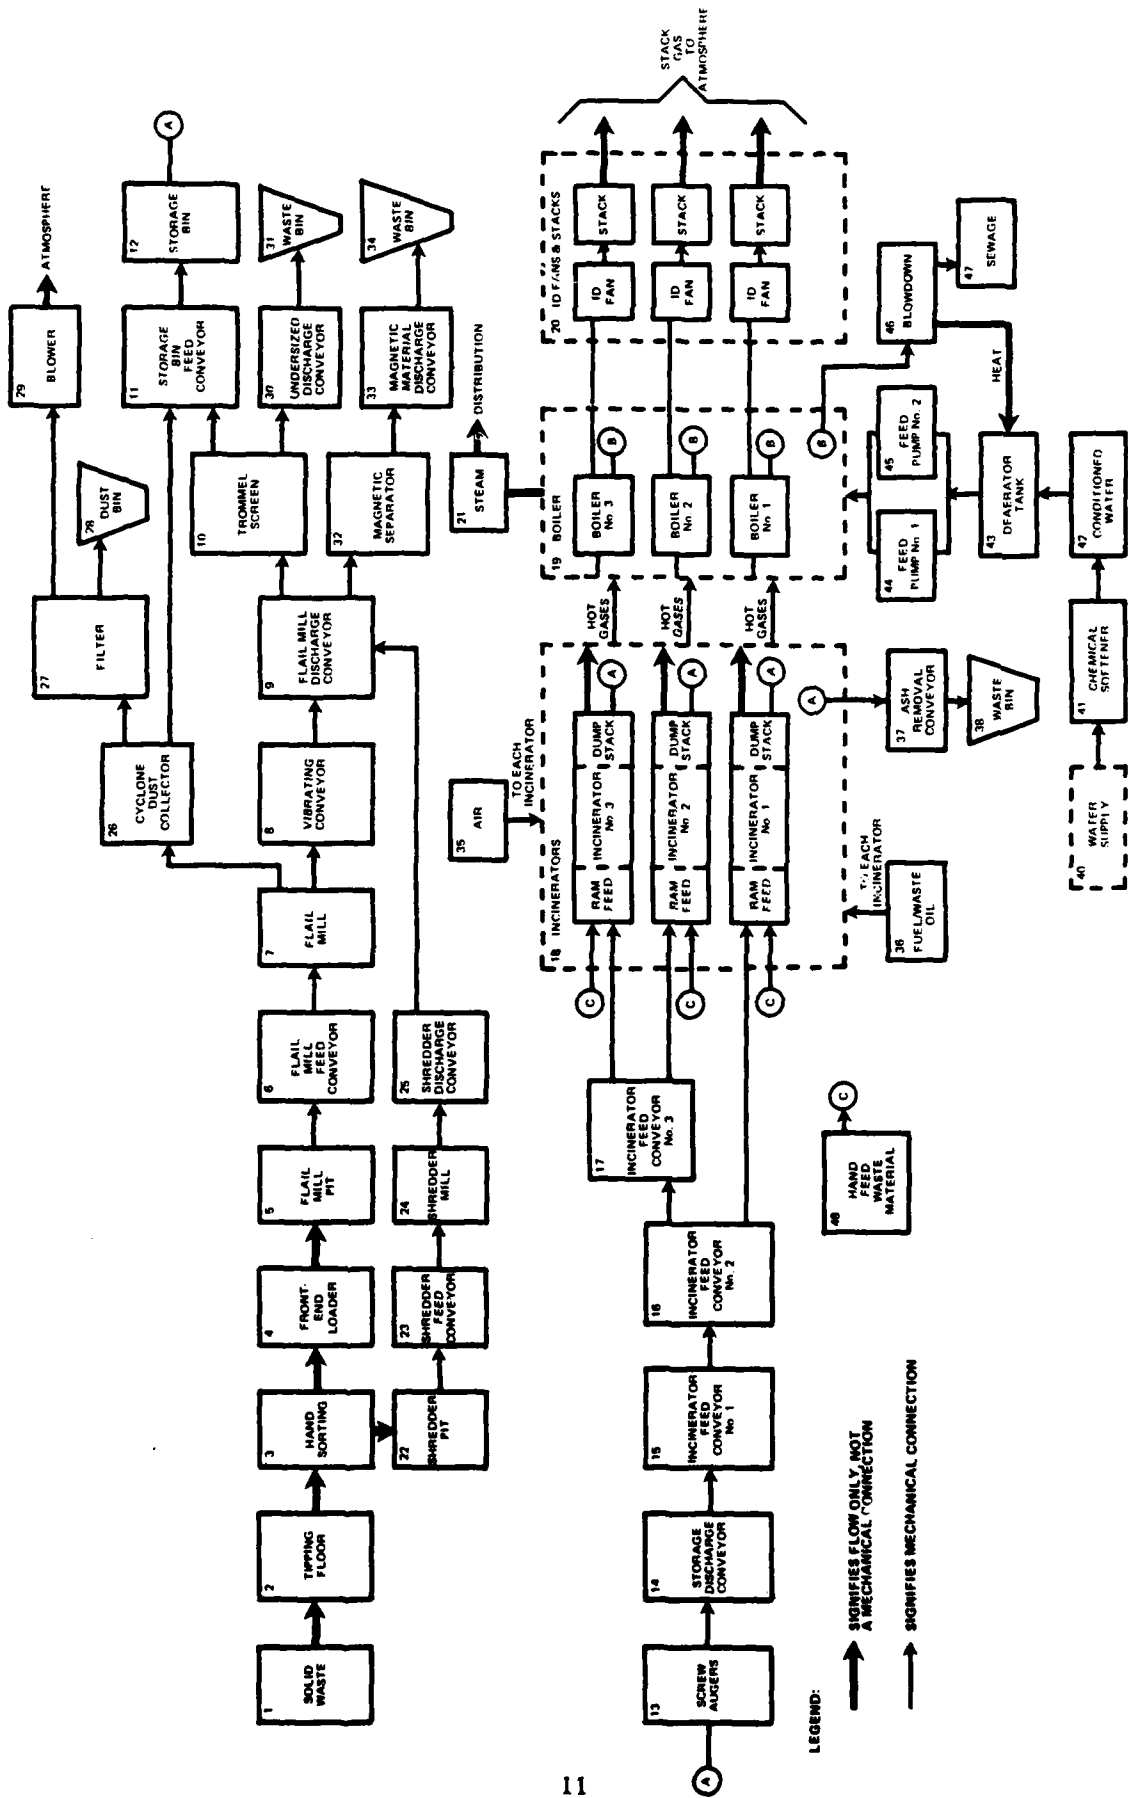 1
SOLID
WASTE
2
TIPPING
FLOOR
3
HAND
SORTING
4
FRONT-
END
LOADER
5
FLAIL
MILL
PIT
6
FLAIL
MILL
FEED
CONVEYOR
7
FLAIL
MILL
8
VIBRATING
CONVEYOR
9
FLAIL MILL
DISCHARGE
CONVEYOR
10
TROMMEL
SCREEN
11
STORAGE
BIN
FEED
CONVEYOR
12
STORAGE
BIN
A
22
SHREDDER
PIT
23
SHREDDER
FEED
CONVEYOR
24
SHREDDER
MILL
25
SHREDDER
DISCHARGE
CONVEYOR
26
CYCLONE
DUST
COLLECTOR
27
FILTER
28
DUST
BIN
29
BLOWER
ATMOSPHERE
30
UNDERSIZED
DISCHARGE
CONVEYOR
31
WASTE
BIN
32
MAGNETIC
SEPARATOR
33
MAGNETIC
MATERIAL
DISCHARGE
CONVEYOR
34
WASTE
BIN
A
13
SCREW
AUGERS
14
STORAGE
DISCHARGE
CONVEYOR
15
INCINERATOR
FEED
CONVEYOR
No 1
16
INCINERATOR
FEED
CONVEYOR
No. 2
17
INCINERATOR
FEED
CONVEYOR
No. 3
35
AIR
TO EACH
INCINERATOR
18 INCINERATORS
C
RAM
FEED
INCINERATOR
No 3
DUMP
STACK
A
HOT
GASES
C
RAM
FEED
INCINERATOR
No 2
DUMP
STACK
A
HOT
GASES
C
RAM
FEED
INCINERATOR
No 1
DUMP
STACK
A
HOT
GASES
36
FUEL/WASTE
OIL
TO EACH
INCINERATOR
A
37
ASH
REMOVAL
CONVEYOR
38
WASTE
BIN
21
STEAM
DISTRIBUTION
19 BOILER
BOILER
No. 3
B
BOILER
No. 2
B
BOILER
No. 1
B
20 ID FANS & STACKS
ID
FAN
STACK
ID
FAN
STACK
ID
FAN
STACK
STACK
GAS
TO
ATMOSPHERE
40
WATER
SUPPLY
41
CHEMICAL
SOFTENER
42
CONDITIONED
WATER
43
DEAERATOR
TANK
44
FEED
PUMP No 1
45
FEED
PUMP No. 2
B
46
BLOWDOWN
HEAT
47
SEWAGE
48
HAND
FEED
WASTE
MATERIAL
C
LEGEND:
SIGNIFIES FLOW ONLY, NOT
A MECHANICAL CONNECTION
SIGNIFIES MECHANICAL CONNECTION
11